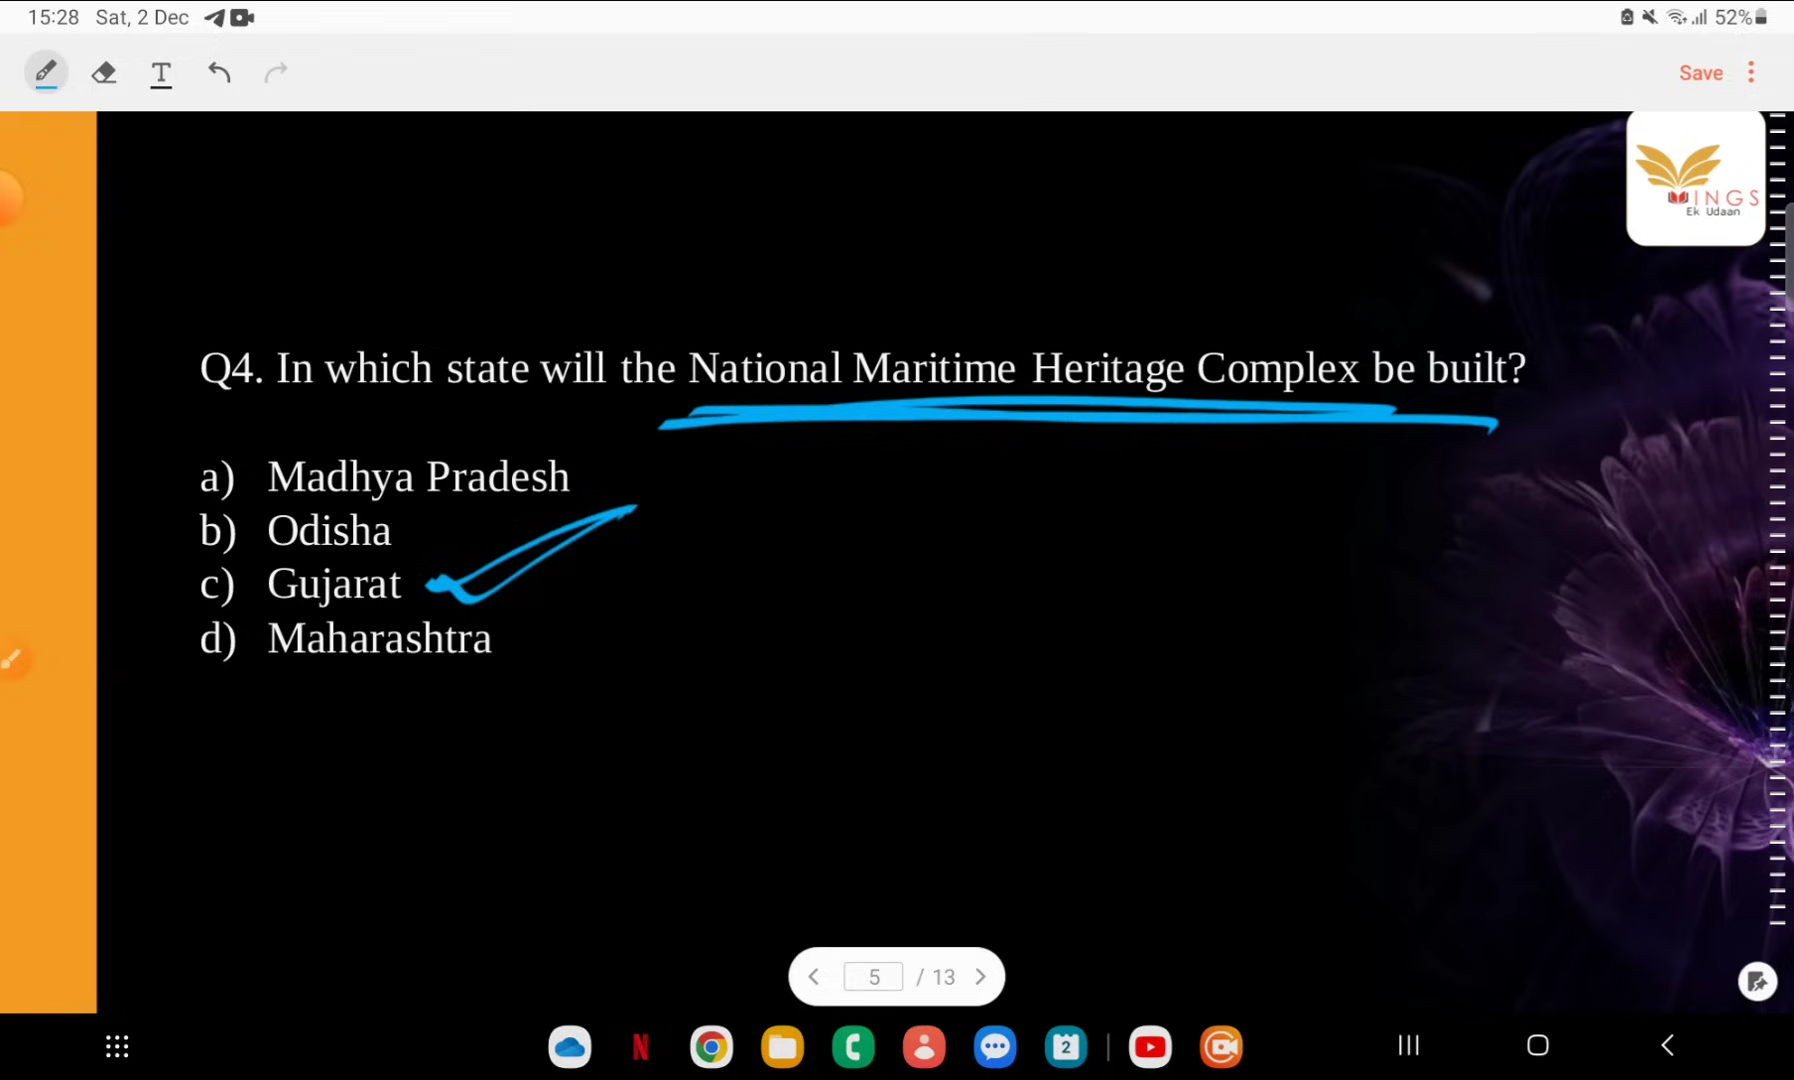 15:28 Sat, 2 Dec 52%
T Save
INGS
Ek Udaan
Q4. In which state will the National Maritime Heritage Complex be built?
a) Madhya Pradesh
b) Odisha
c) Gujarat
d) Maharashtra
5 / 13
N 2